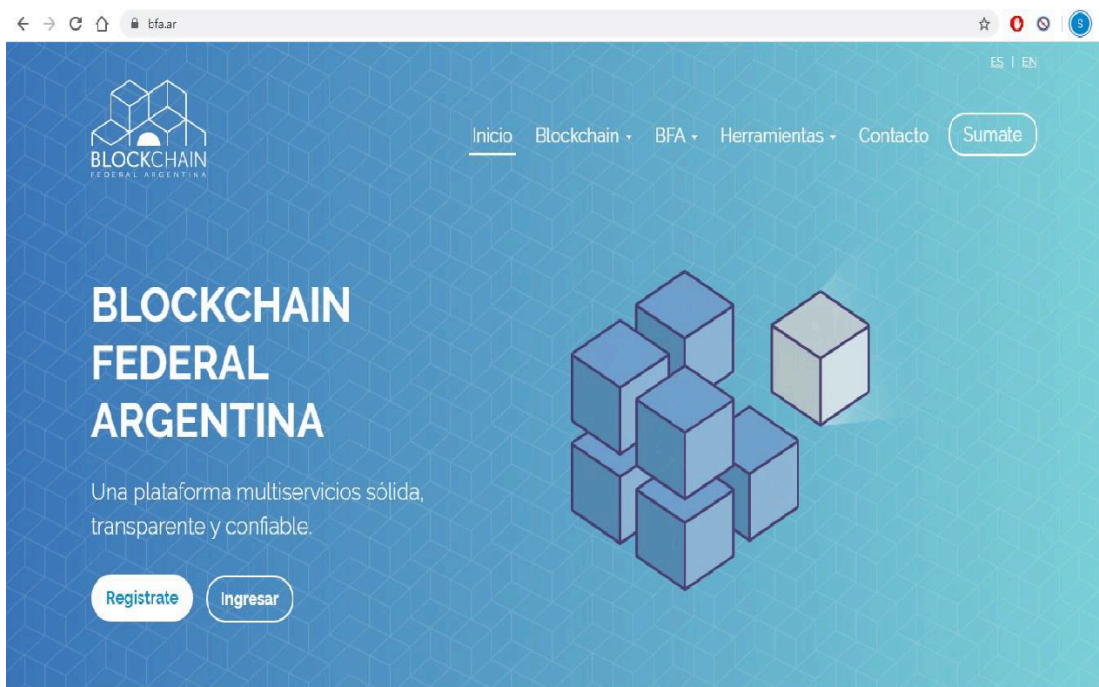 bfa.ar
S
ES | EN
BLOCKCHAIN
FEDERAL ARGENTINA
Inicio Blockchain BFA Herramientas Contacto Sumate
BLOCKCHAIN
FEDERAL
ARGENTINA
Una plataforma multiservicios sólida,
transparente y confiable.
Registrate Ingresar